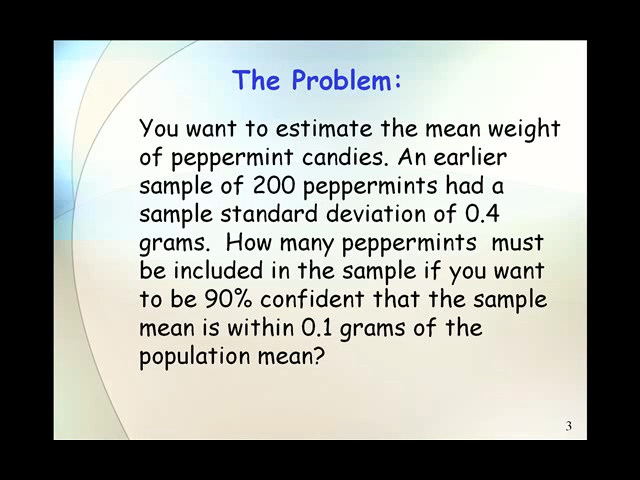 The Problem:
You want to estimate the mean weight
of peppermint candies. An earlier
sample of 200 peppermints had a
sample standard deviation of 0.4
grams. How many peppermints must
be included in the sample if you want
to be 90% confident that the sample
mean is within 0.1 grams of the
population mean?
3